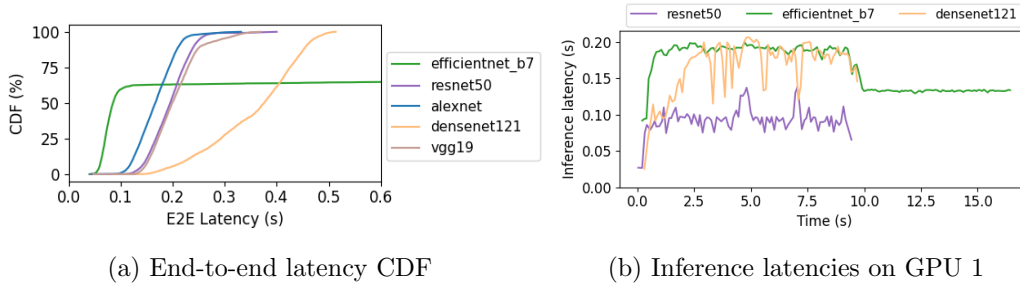 100
75
50
25
0
CDF (%)
0.0 0.1 0.2 0.3 0.4 0.5 0.6
E2E Latency (s)
efficientnet_b7
resnet50
alexnet
densenet121
vgg19
(a) End-to-end latency CDF
resnet50 efficientnet_b7 densenet121
0.20
0.15
0.10
0.05
0.00
Inference latency (s)
0.0 2.5 5.0 7.5 10.0 12.5 15.0
Time (s)
(b) Inference latencies on GPU 1